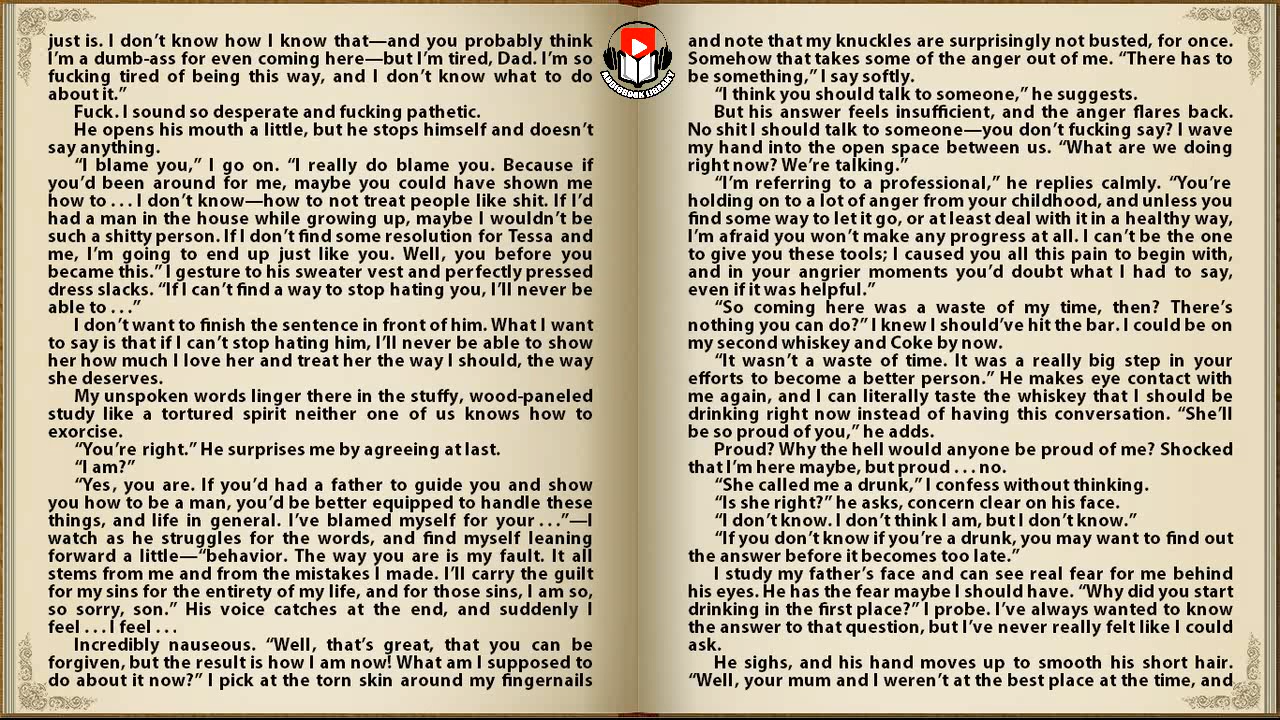 just is. I don’t know how I know that—and you probably think
I’m a dumb-ass for even coming here—but I’m tired, Dad. I’m so
fucking tired of being this way, and I don’t know what to do
about it.”
Fuck. I sound so desperate and fucking pathetic.
He opens his mouth a little, but he stops himself and doesn’t
say anything.
“I blame you,” I go on. “I really do blame you. Because if
you’d been around for me, maybe you could have shown me
how to . . . I don’t know—how to not treat people like shit. If I’d
had a man in the house while growing up, maybe I wouldn’t be
such a shitty person. If I don’t find some resolution for Tessa and
me, I’m going to end up just like you. Well, you before you
became this.” I gesture to his sweater vest and perfectly pressed
dress slacks. “If I can’t find a way to stop hating you, I’ll never be
able to . . .”
I don’t want to finish the sentence in front of him. What I want
to say is that if I can’t stop hating him, I’ll never be able to show
her how much I love her and treat her the way I should, the way
she deserves.
My unspoken words linger there in the stuffy, wood-paneled
study like a tortured spirit neither one of us knows how to
exorcise.
“You’re right.” He surprises me by agreeing at last.
“I am?”
“Yes, you are. If you’d had a father to guide you and show
you how to be a man, you’d be better equipped to handle these
things, and life in general. I’ve blamed myself for your . . .”—I
watch as he struggles for the words, and find myself leaning
forward a little—“behavior. The way you are is my fault. It all
stems from me and from the mistakes I made. I’ll carry the guilt
for my sins for the entirety of my life, and for those sins, I am so,
so sorry, son.” His voice catches at the end, and suddenly I
feel . . . I feel . . .
Incredibly nauseous. “Well, that’s great, that you can be
forgiven, but the result is how I am now! What am I supposed to
do about it now?” I pick at the torn skin around my fingernails
AUDIOBOOK LIBRARY
and note that my knuckles are surprisingly not busted, for once.
Somehow that takes some of the anger out of me. “There has to
be something,” I say softly.
“I think you should talk to someone,” he suggests.
But his answer feels insufficient, and the anger flares back.
No shit I should talk to someone—you don’t fucking say? I wave
my hand into the open space between us. “What are we doing
right now? We’re talking.”
“I’m referring to a professional,” he replies calmly. “You’re
holding on to a lot of anger from your childhood, and unless you
find some way to let it go, or at least deal with it in a healthy way,
I’m afraid you won’t make any progress at all. I can’t be the one
to give you these tools; I caused you all this pain to begin with,
and in your angrier moments you’d doubt what I had to say,
even if it was helpful.”
“So coming here was a waste of my time, then? There’s
nothing you can do?” I knew I should’ve hit the bar. I could be on
my second whiskey and Coke by now.
“It wasn’t a waste of time. It was a really big step in your
efforts to become a better person.” He makes eye contact with
me again, and I can literally taste the whiskey that I should be
drinking right now instead of having this conversation. “She’ll
be so proud of you,” he adds.
Proud? Why the hell would anyone be proud of me? Shocked
that I’m here maybe, but proud . . . no.
“She called me a drunk,” I confess without thinking.
“Is she right?” he asks, concern clear on his face.
“I don’t know. I don’t think I am, but I don’t know.”
“If you don’t know if you’re a drunk, you may want to find out
the answer before it becomes too late.”
I study my father’s face and can see real fear for me behind
his eyes. He has the fear maybe I should have. “Why did you start
drinking in the first place?” I probe. I’ve always wanted to know
the answer to that question, but I’ve never really felt like I could
ask.
He sighs, and his hand moves up to smooth his short hair.
“Well, your mum and I weren’t at the best place at the time, and